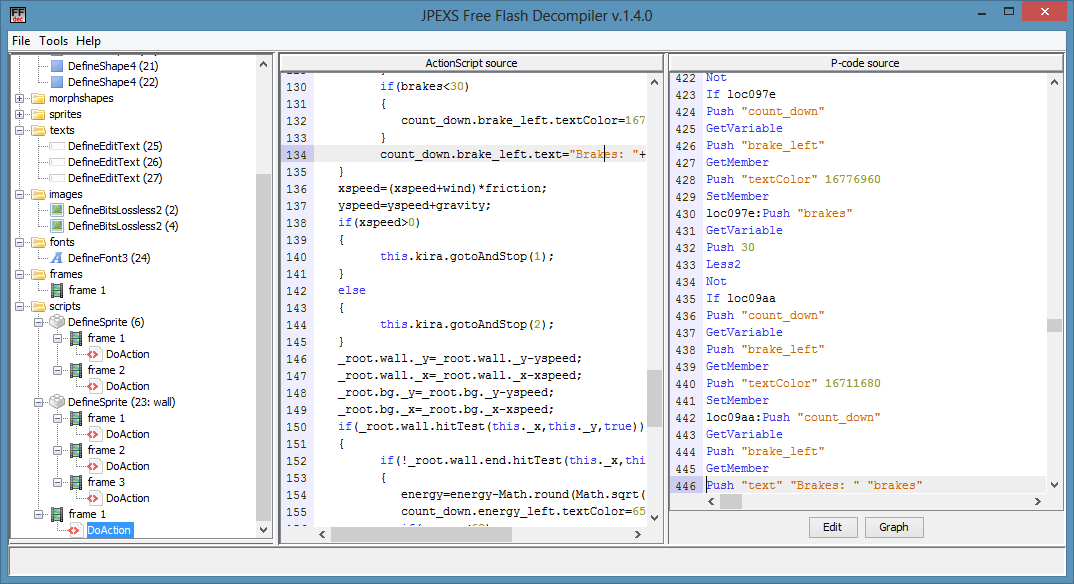 FF
dec
JPEXS Free Flash Decompiler v.1.4.0
File Tools Help
DefineShape4 (21)
DefineShape4 (22)
morphshapes
sprites
texts
DefineEditText (25)
DefineEditText (26)
DefineEditText (27)
images
DefineBitsLossless2 (2)
DefineBitsLossless2 (4)
fonts
DefineFont3 (24)
frames
frame 1
scripts
DefineSprite (6)
frame 1
DoAction
frame 2
DoAction
DefineSprite (23: wall)
frame 1
DoAction
frame 2
DoAction
frame 3
DoAction
frame 1
DoAction
ActionScript source
130 if(brakes<30)
131 {
132 count_down.brake_left.textColor=167
133 }
134 count_down.brake_left.text="Brakes: "+
135 }
136 xspeed=(xspeed+wind)*friction;
137 yspeed=yspeed+gravity;
138 if(xspeed>0)
139 {
140 this.kira.gotoAndStop(1);
141 }
142 else
143 {
144 this.kira.gotoAndStop(2);
145 }
146 _root.wall._y=_root.wall._y-yspeed;
147 _root.wall._x=_root.wall._x-xspeed;
148 _root.bg._y=_root.bg._y-yspeed;
149 _root.bg._x=_root.bg._x-xspeed;
150 if(_root.wall.hitTest(this._x,this._y,true))
151 {
152 if(!_root.wall.end.hitTest(this._x,thi
153 {
154 energy=energy-Math.round(Math.sqrt(
155 count_down.energy_left.textColor=65
P-code source
422 Not
423 If loc097e
424 Push "count_down"
425 GetVariable
426 Push "brake_left"
427 GetMember
428 Push "textColor" 16776960
429 SetMember
430 loc097e:Push "brakes"
431 GetVariable
432 Push 30
433 Less2
434 Not
435 If loc09aa
436 Push "count_down"
437 GetVariable
438 Push "brake_left"
439 GetMember
440 Push "textColor" 16711680
441 SetMember
442 loc09aa:Push "count_down"
443 GetVariable
444 Push "brake_left"
445 GetMember
446 Push "text" "Brakes: " "brakes"
Edit Graph